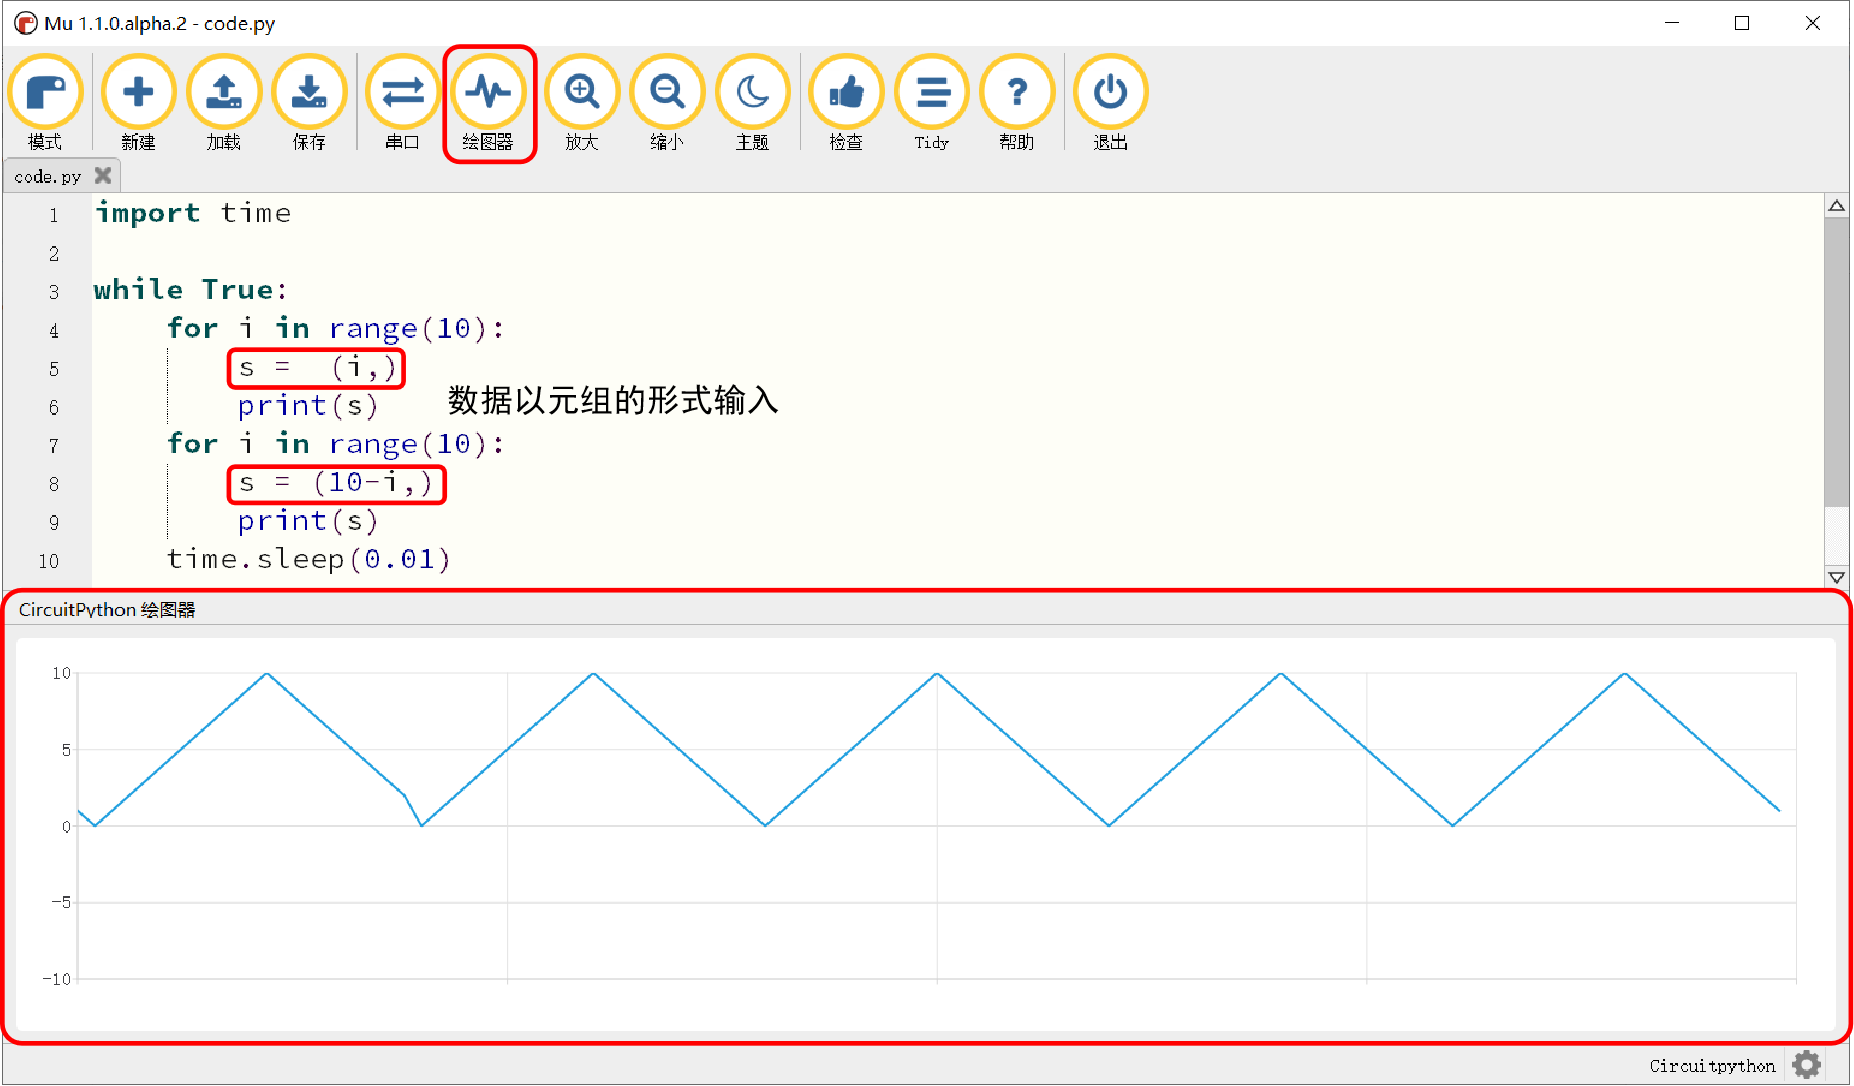 Mu 1.1.0.alpha.2 - code.py
模式 新建 加载 保存 串口 绘图器 放大 缩小 主题 检查 Tidy 帮助 退出
code.py
1 import time
2
3 while True:
4 for i in range(10):
5 s =  (i,)
6 print(s)
数据以元组的形式输入
7 for i in range(10):
8 s = (10-i,)
9 print(s)
10 time.sleep(0.01)
CircuitPython 绘图器
10
5
0
-5
-10
Circuitpython